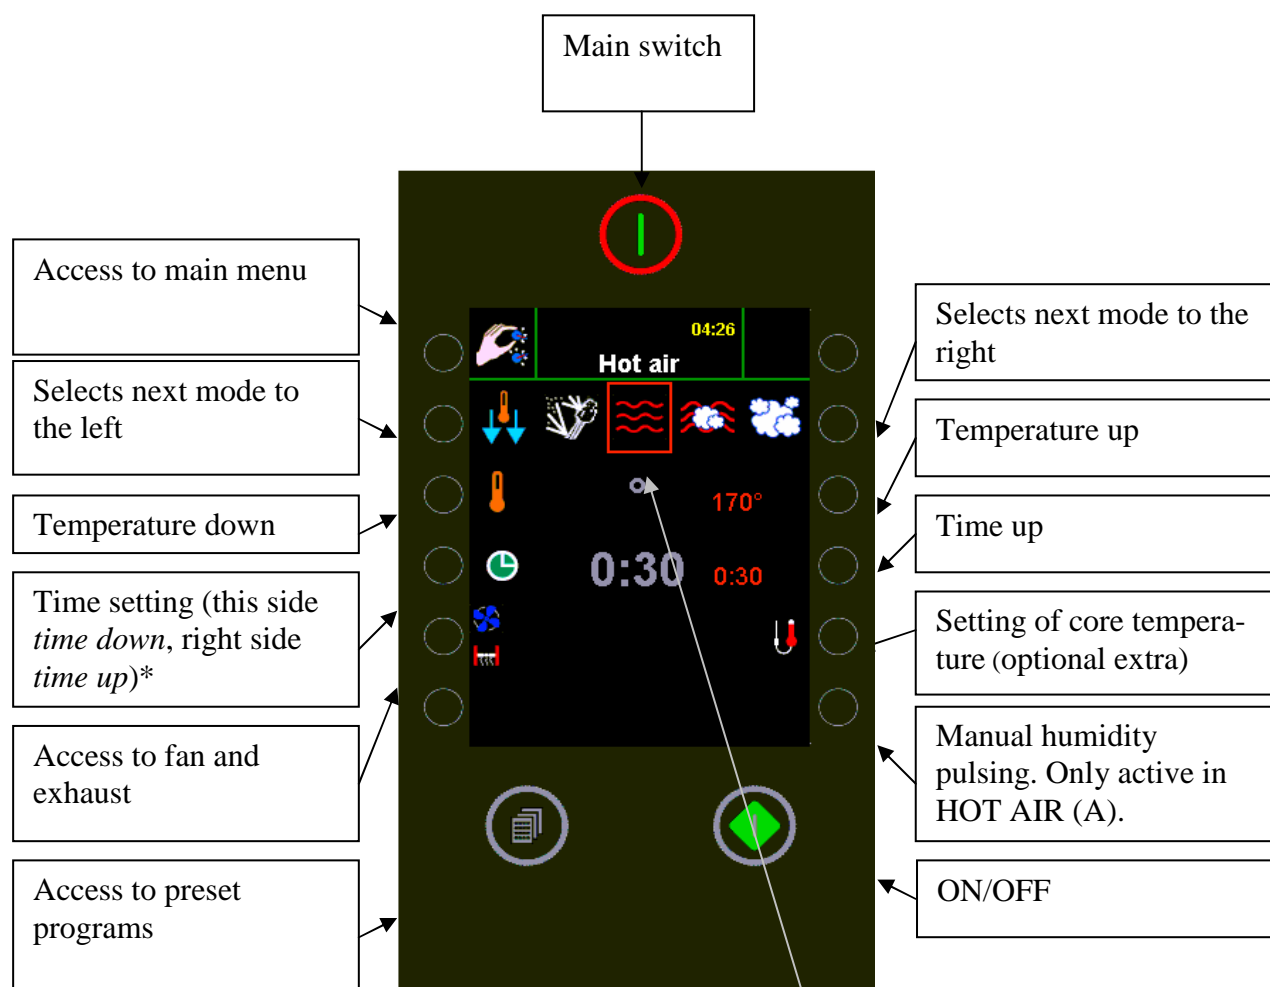 Main switch
Access to main menu
Selects next mode to
the left
Temperature down
Time setting (this side
time down, right side
time up)*
Access to fan and
exhaust
Access to preset
programs
04:26
Hot air
170°
0:30
0:30
Selects next mode to the
right
Temperature up
Time up
Setting of core tempera-
ture (optional extra)
Manual humidity
pulsing. Only active in
HOT AIR (A).
ON/OFF